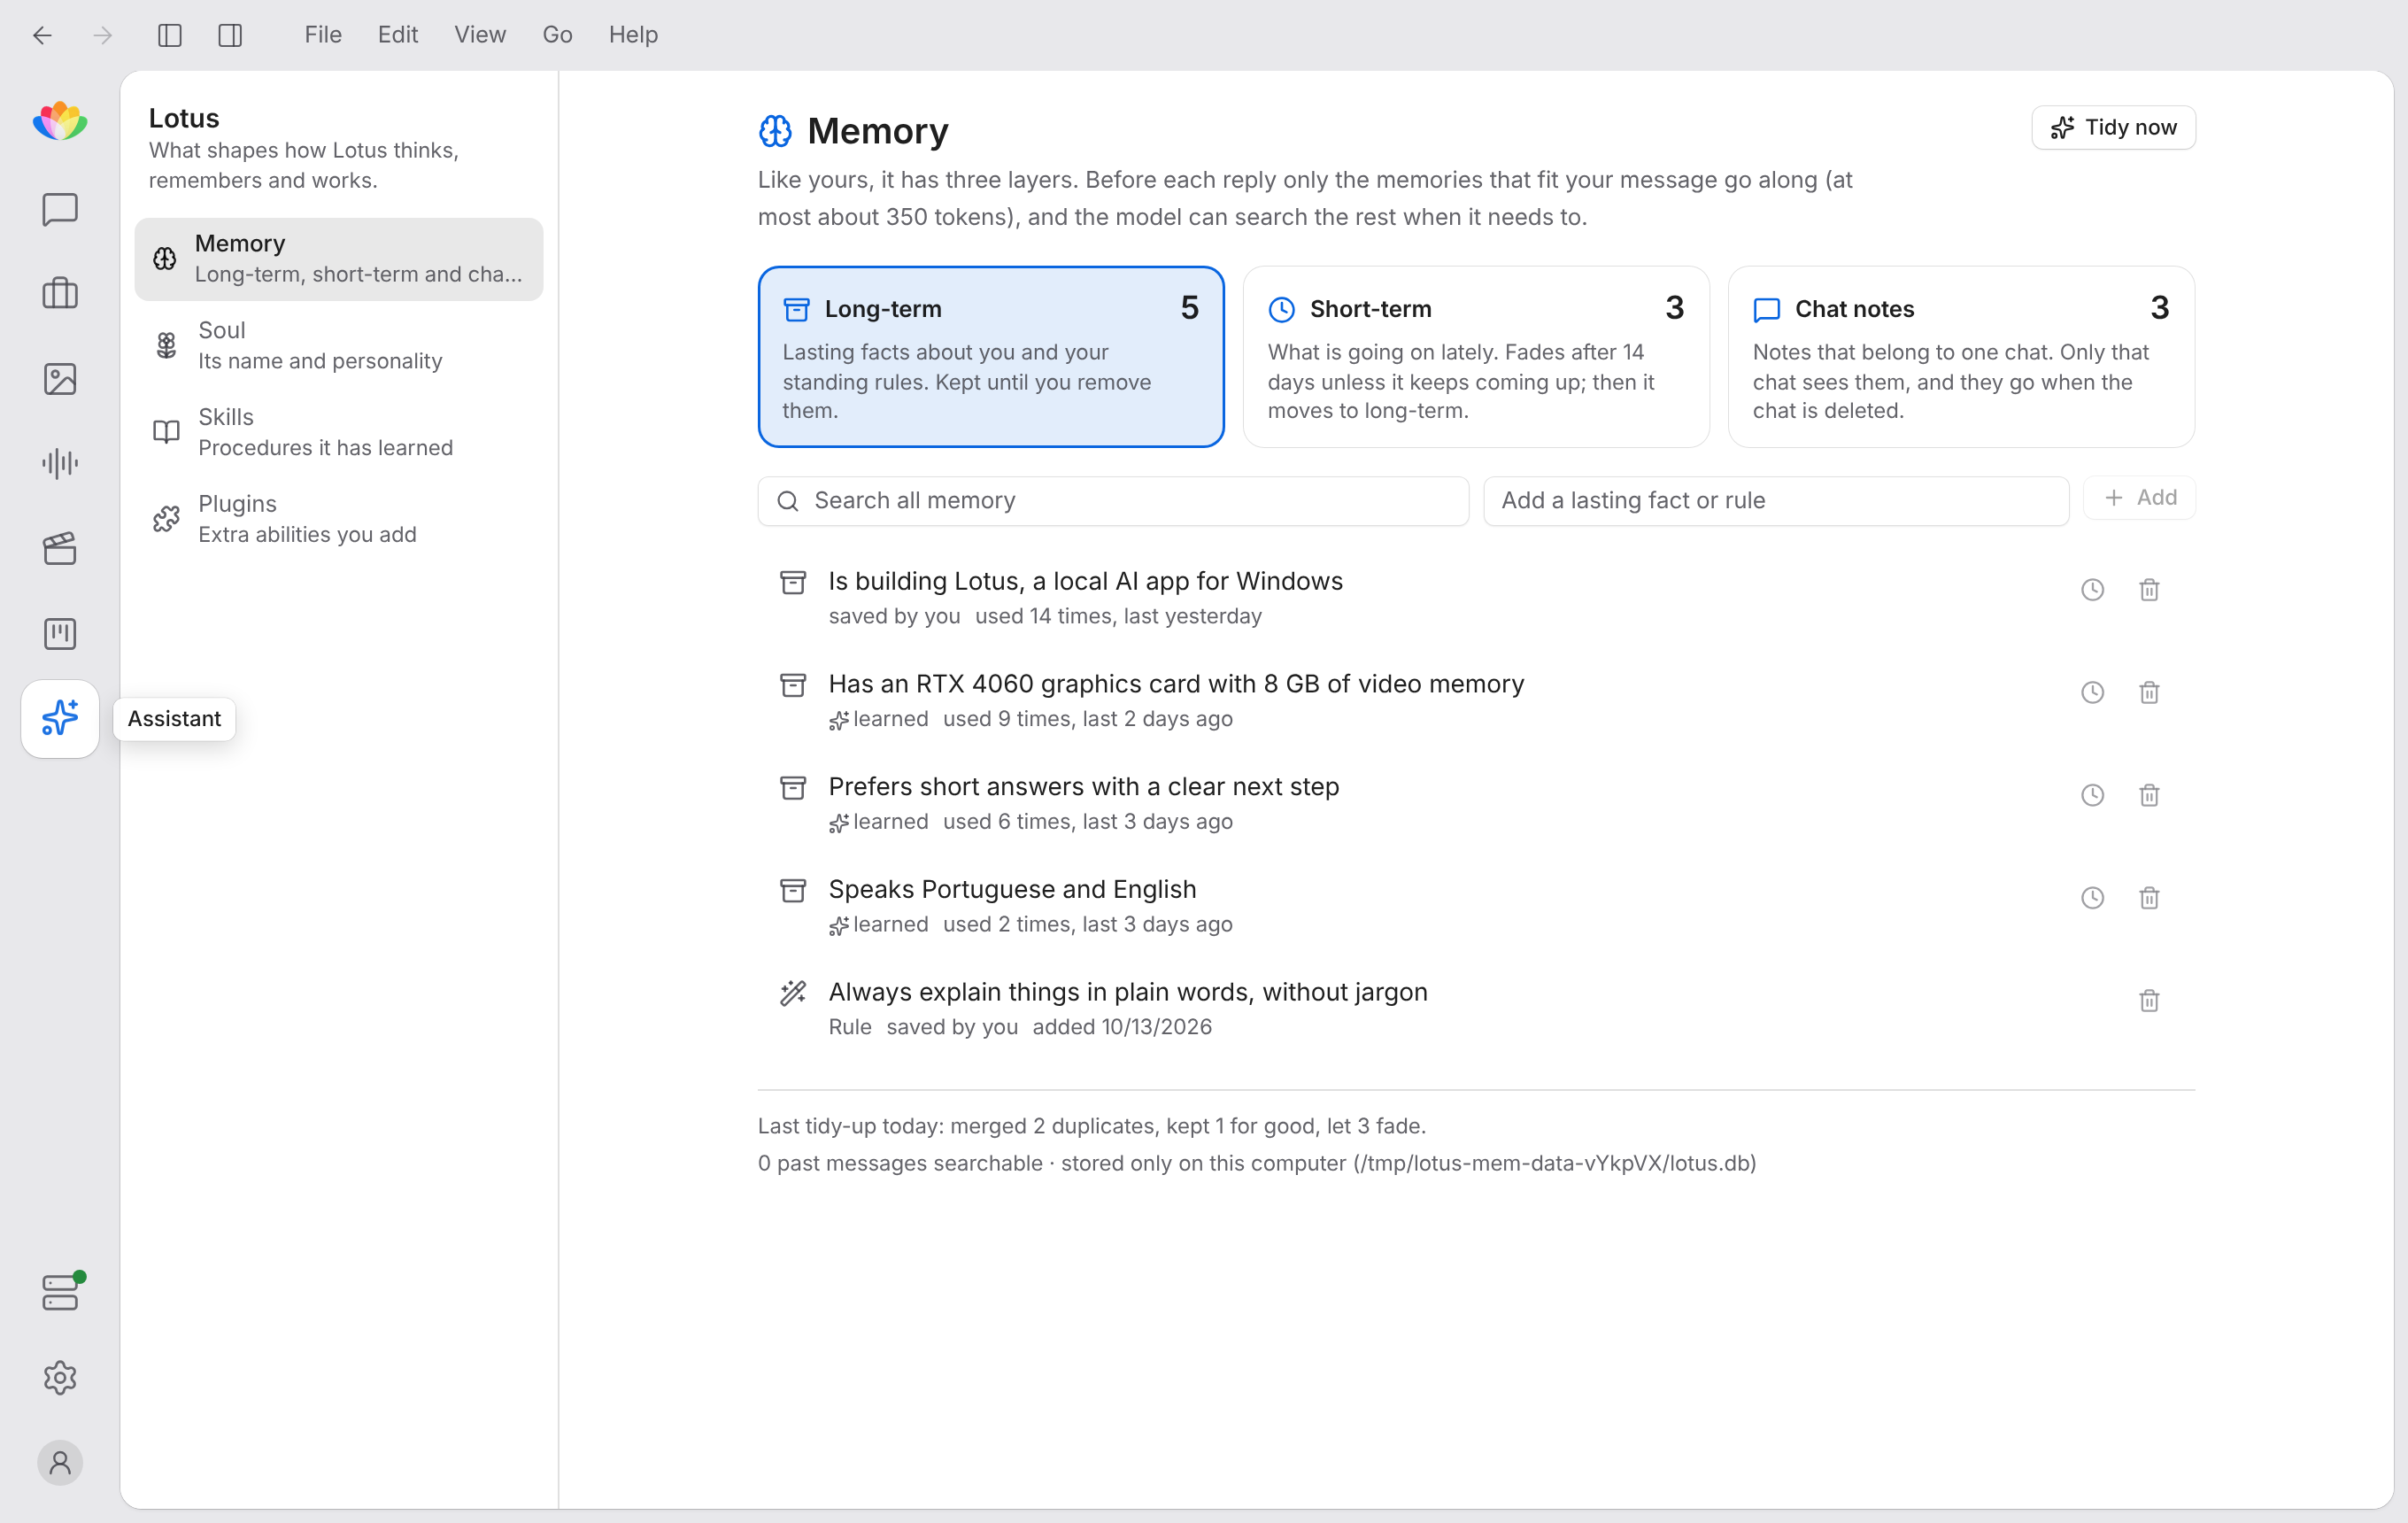 File Edit View Go Help
Lotus
What shapes how Lotus thinks,
remembers and works.
Memory
Long-term, short-term and cha...
Soul
Its name and personality
Skills
Procedures it has learned
Plugins
Extra abilities you add
Assistant
Memory
Tidy now
Like yours, it has three layers. Before each reply only the memories that fit your message go along (at
most about 350 tokens), and the model can search the rest when it needs to.
Long-term 5
Lasting facts about you and your
standing rules. Kept until you remove
them.
Short-term 3
What is going on lately. Fades after 14
days unless it keeps coming up; then it
moves to long-term.
Chat notes 3
Notes that belong to one chat. Only that
chat sees them, and they go when the
chat is deleted.
Search all memory
Add a lasting fact or rule
Add
Is building Lotus, a local AI app for Windows
saved by you used 14 times, last yesterday
Has an RTX 4060 graphics card with 8 GB of video memory
learned used 9 times, last 2 days ago
Prefers short answers with a clear next step
learned used 6 times, last 3 days ago
Speaks Portuguese and English
learned used 2 times, last 3 days ago
Always explain things in plain words, without jargon
Rule saved by you added 10/13/2026
Last tidy-up today: merged 2 duplicates, kept 1 for good, let 3 fade.
0 past messages searchable · stored only on this computer (/tmp/lotus-mem-data-vYkpVX/lotus.db)